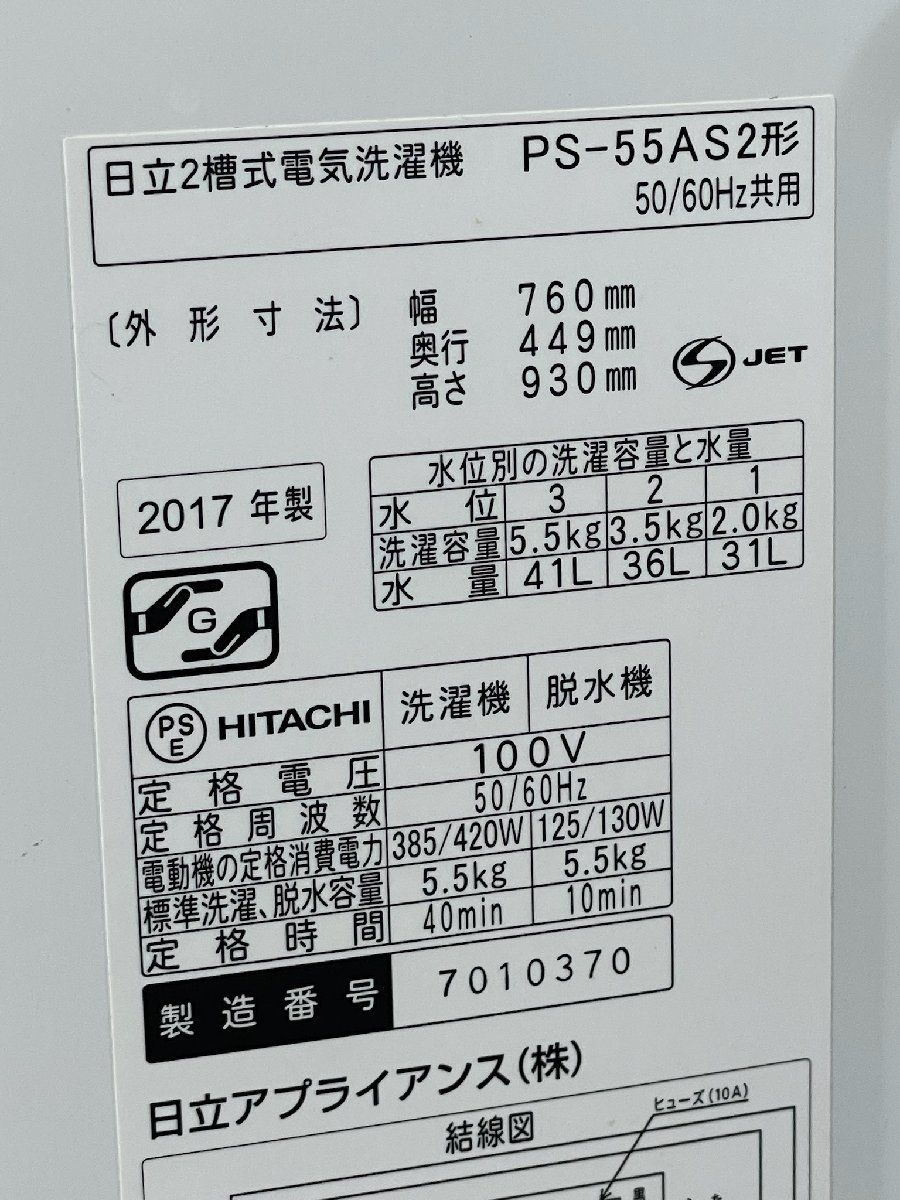 日立2槽式電気洗濯機 PS-55AS2形
50/60Hz共用
〔外形寸法〕 幅 760mm
奥行 449mm
高さ 930mm
JET
2017年製
水位別の洗濯容量と水量
水位 3 2 1
洗濯容量 5.5kg 3.5kg 2.0kg
水量 41L 36L 31L
G
PSE HITACHI 洗濯機 脱水機
定格電圧 100V
定格周波数 50/60Hz
電動機の定格消費電力 385/420W 125/130W
標準洗濯、脱水容量 5.5kg 5.5kg
定格時間 40min 10min
製造番号 7010370
日立アプライアンス(株)
結線図
ヒューズ(10A)
黒